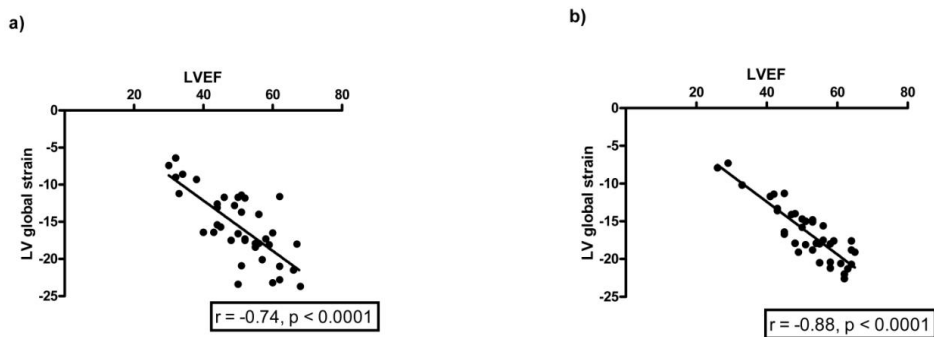 a)
LVEF
20 40 60 80
0
-5
-10
-15
-20
-25
LV global strain
r = -0.74, p < 0.0001
b)
LVEF
20 40 60 80
0
-5
-10
-15
-20
-25
LV global strain
r = -0.88, p < 0.0001